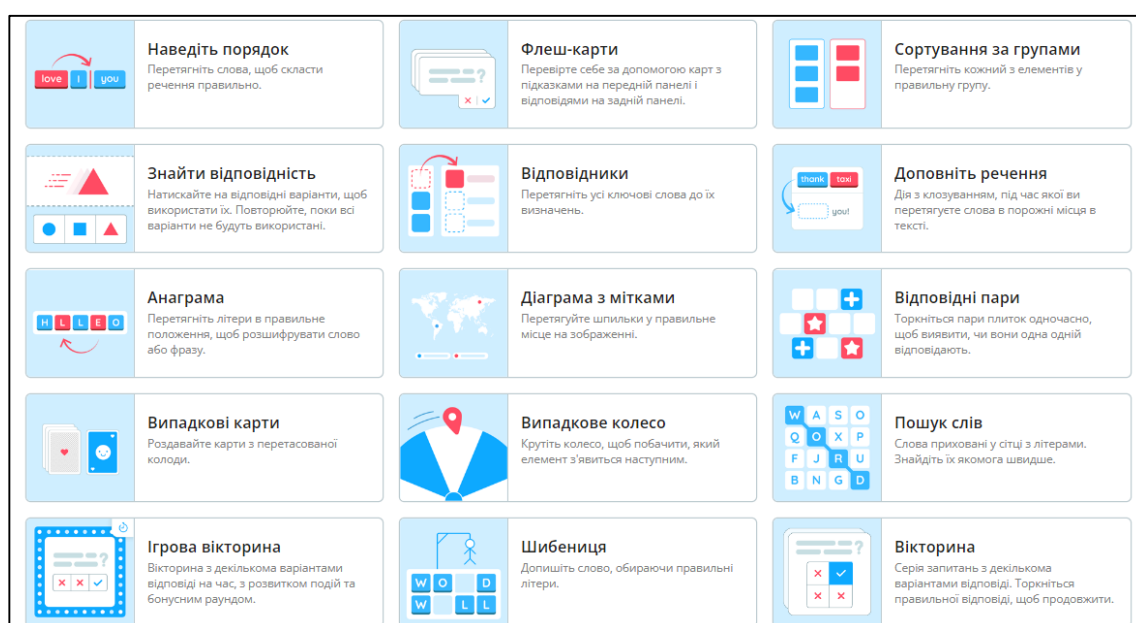 love I you
Наведіть порядок
Перетягніть слова, щоб скласти
речення правильно.
?
Флеш-карти
Перевірте себе за допомогою карт з
підказками на передній панелі і
відповідями на задній панелі.
Сортування за групами
Перетягніть кожний з елементів у
правильну групу.
Знайти відповідність
Натискайте на відповідні варіанти, щоб
використати їх. Повторюйте, поки всі
варіанти не будуть використані.
Відповідники
Перетягніть усі ключові слова до їх
визначень.
thank taxi
you!
Доповніть речення
Дія з клозуванням, під час якої ви
перетягуєте слова в порожні місця в
тексті.
H L L E O
Анаграма
Перетягніть літери в правильне
положення, щоб розшифрувати слово
або фразу.
Діаграма з мітками
Перетягуйте шпильки у правильне
місце на зображенні.
Відповідні пари
Торкніться пари плиток одночасно,
щоб виявити, чи вони одна одній
відповідають.
Випадкові карти
Роздавайте карти з перетасованої
колоди.
Випадкове колесо
Крутіть колесо, щоб побачити, який
елемент з'явиться наступним.
W A S O
Q O X P
F J R U
B N G D
Пошук слів
Слова приховані у сітці з літерами.
Знайдіть їх якомога швидше.
?
Ігрова вікторина
Вікторина з декількома варіантами
відповіді на час, з розвитком подій та
бонусним раундом.
W O D
W L L
Шибениця
Допишіть слово, обираючи правильні
літери.
?
Вікторина
Серія запитань з декількома
варіантами відповіді. Торкніться
правильної відповіді, щоб продовжити.